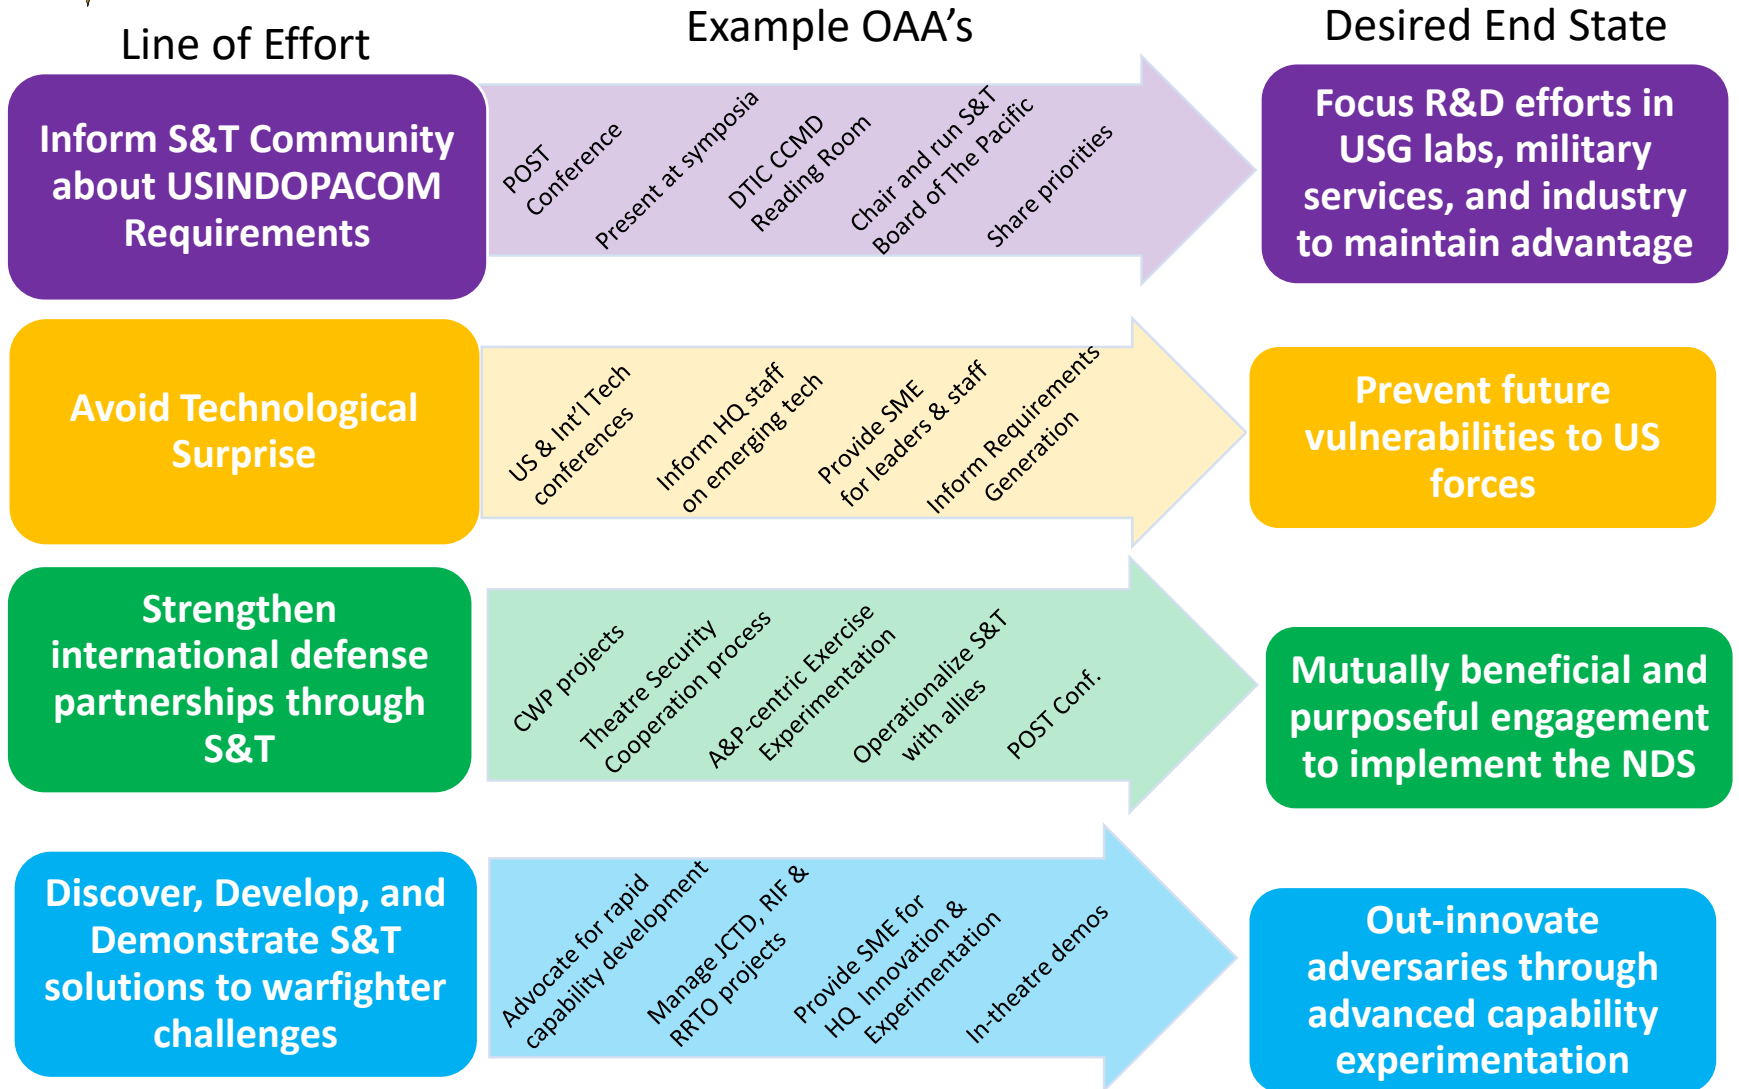 Line of Effort
Example OAA's
Desired End State
Inform S&T Community
about USINDOPACOM
Requirements
POST
Conference
Present at symposia
DTIC CCMD
Reading Room
Chair and run S&T
Board of The Pacific
Share priorities
Focus R&D efforts in
USG labs, military
services, and industry
to maintain advantage
Avoid Technological
Surprise
US & Int'l Tech
conferences
Inform HQ staff
on emerging tech
Provide SME
for leaders & staff
Inform Requirements
Generation
Prevent future
vulnerabilities to US
forces
Strengthen
international defense
partnerships through
S&T
CWP projects
Theatre Security
Cooperation process
A&P-centric Exercise
Experimentation
Operationalize S&T
with allies
POST Conf.
Mutually beneficial and
purposeful engagement
to implement the NDS
Discover, Develop, and
Demonstrate S&T
solutions to warfighter
challenges
Advocate for rapid
capability development
Manage JCTD, RIF &
RRTO projects
Provide SME for
HQ Innovation &
Experimentation
In-theatre demos
Out-innovate
adversaries through
advanced capability
experimentation